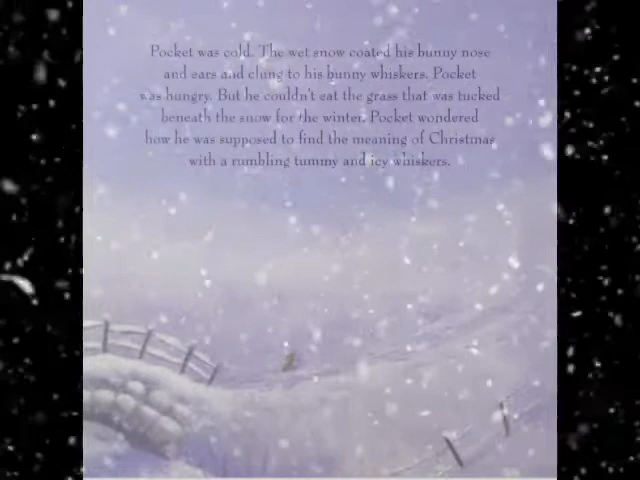 Pocket was cold. The wet snow coated his bunny nose
and ears and clung to his bunny whiskers. Pocket
was hungry. But he couldn't eat the grass that was tucked
beneath the snow for the winter. Pocket wondered
how he was supposed to find the meaning of Christmas
with a rumbling tummy and icy whiskers.